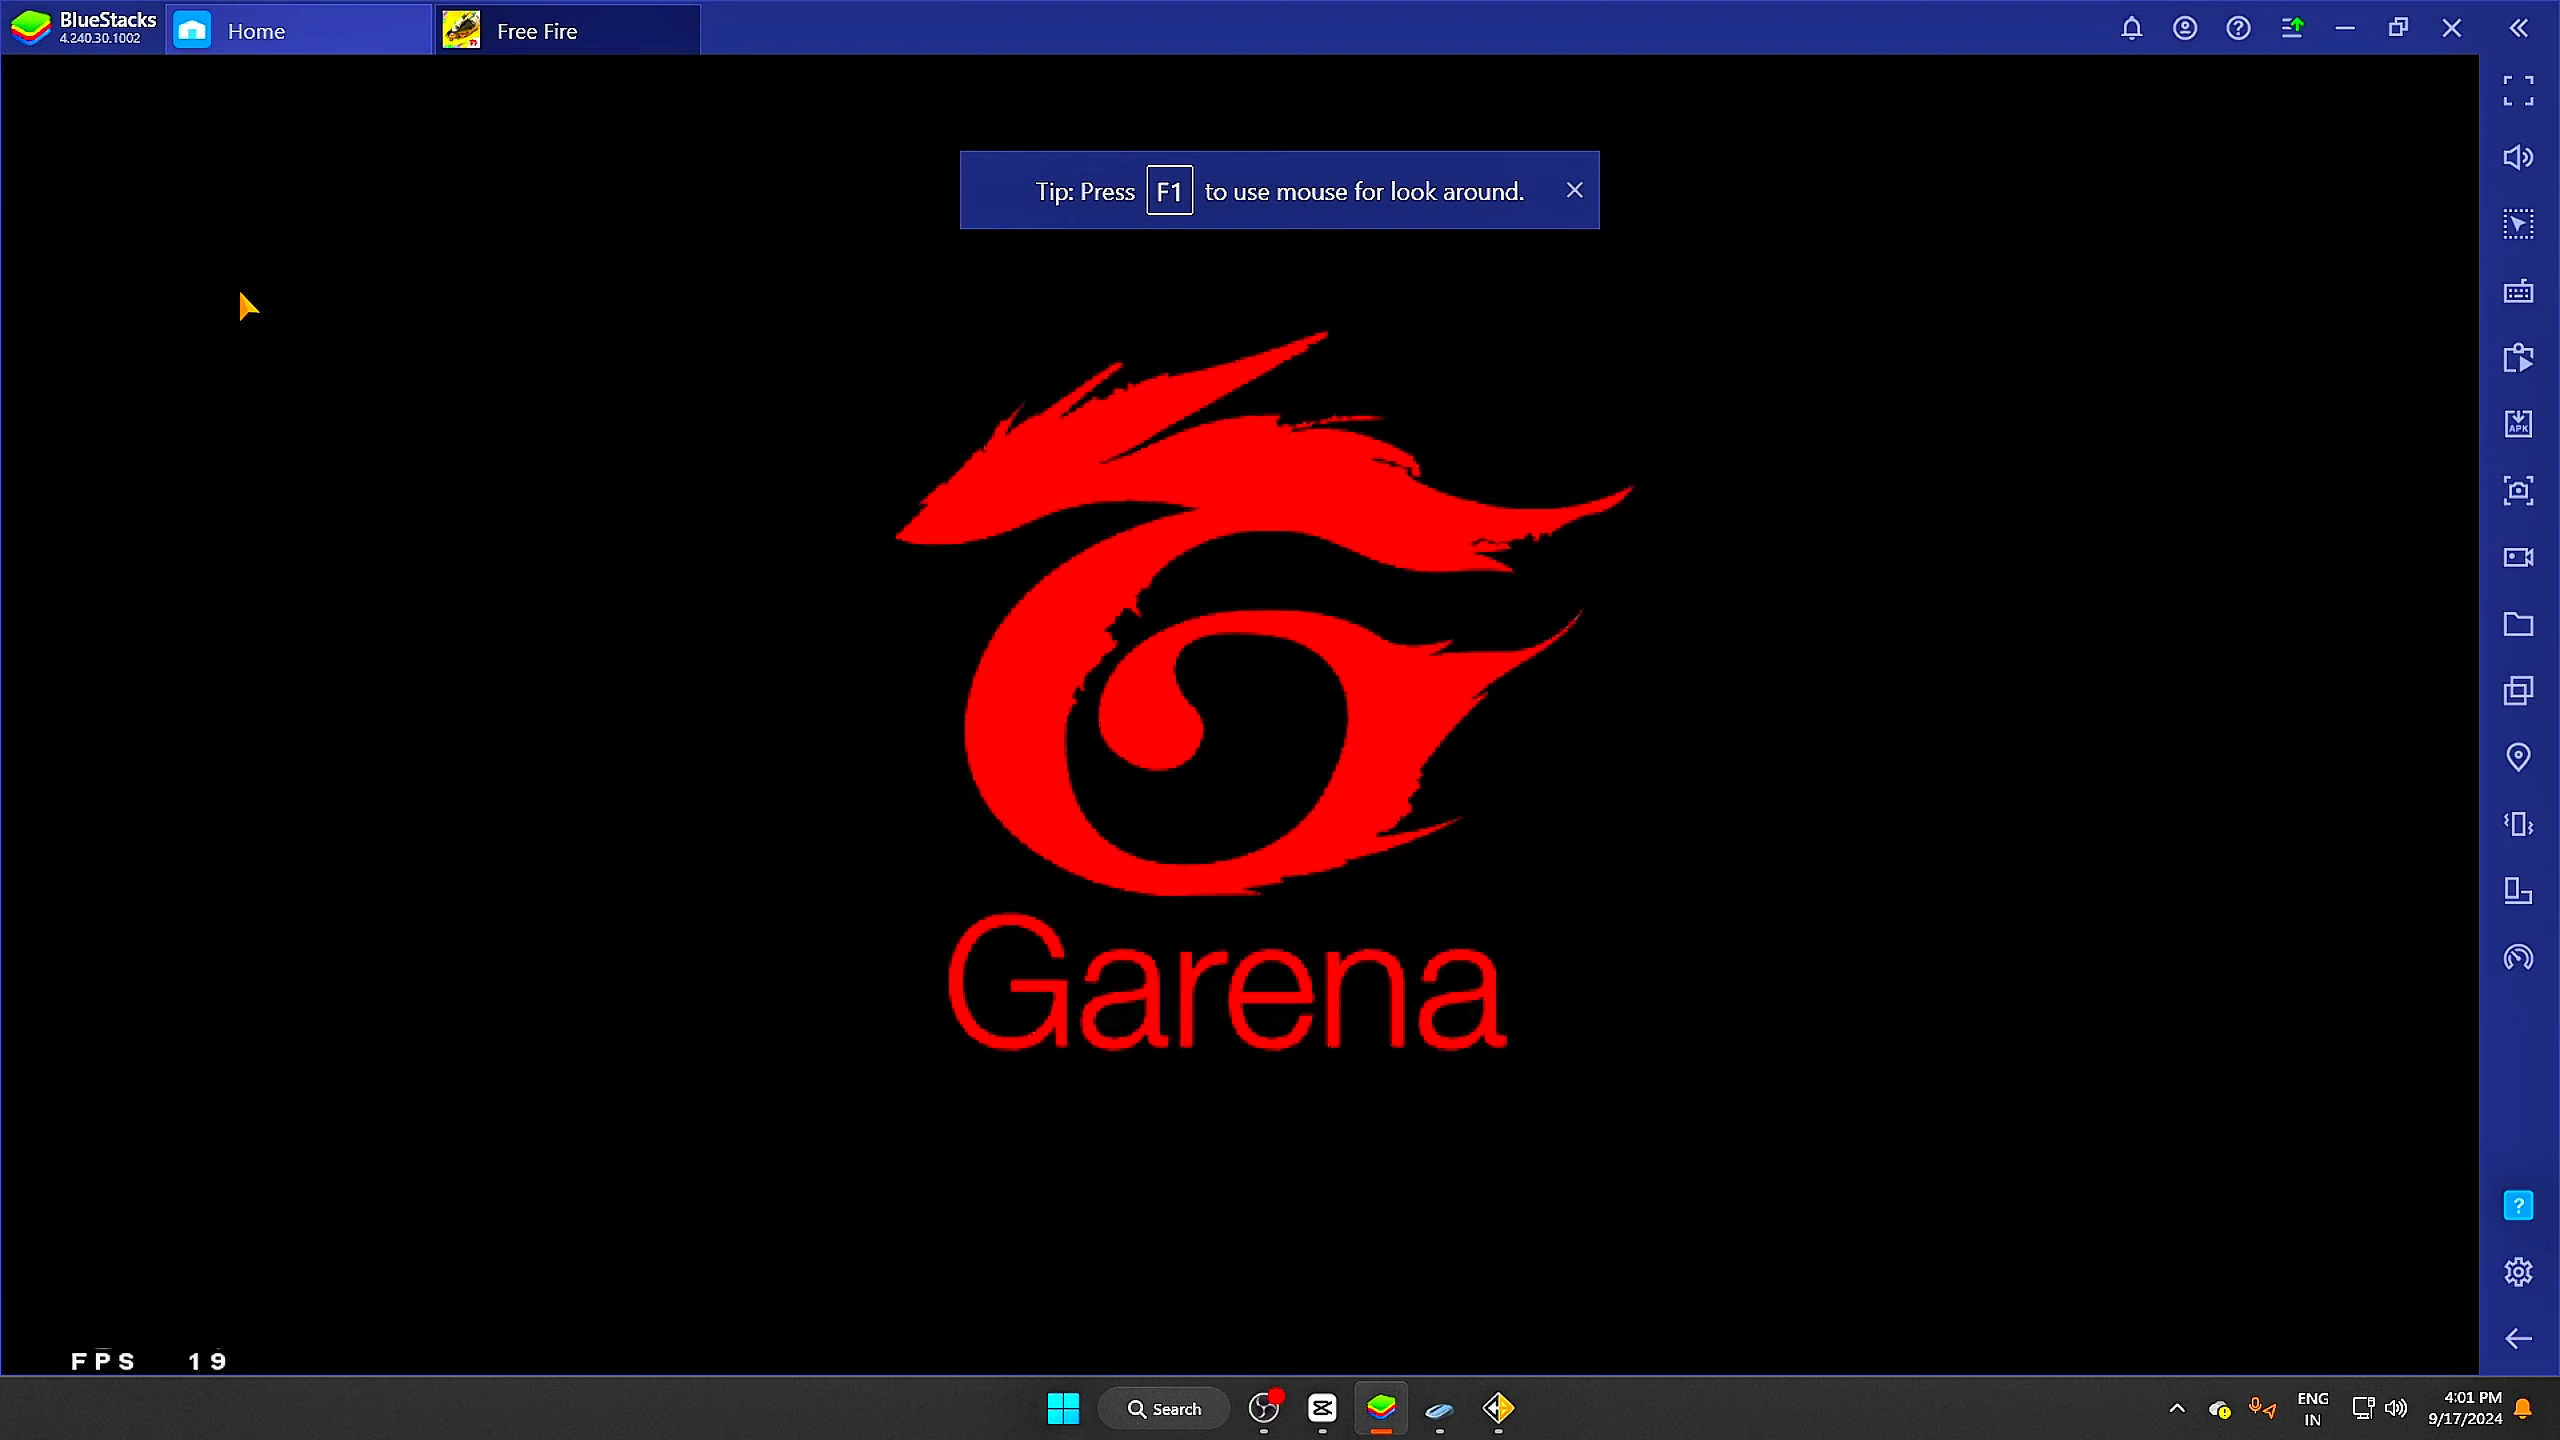 BlueStacks
4.240.30.1002
Home
Free Fire
Tip: Press F1 to use mouse for look around.
APK
Garena
FPS 19
Search
ENG
IN
4:01 PM
9/17/2024